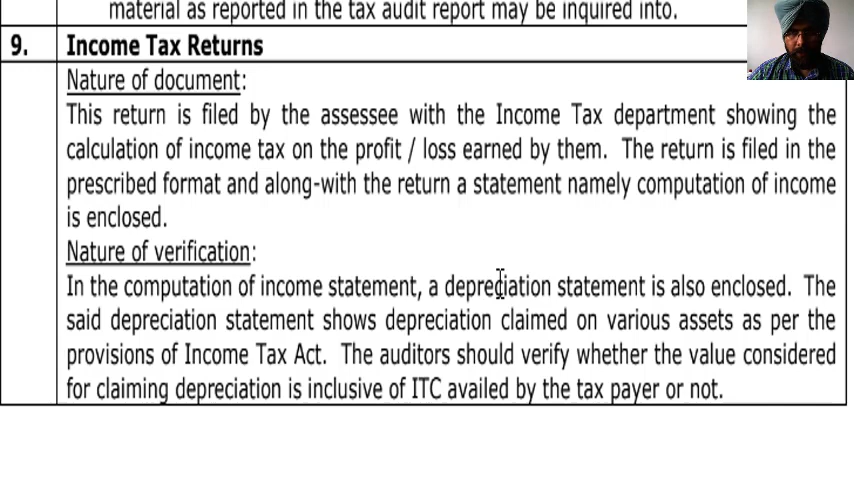 material as reported in the tax audit report may be inquired into.
9. Income Tax Returns
Nature of document:
This return is filed by the assessee with the Income Tax department showing the
calculation of income tax on the profit / loss earned by them. The return is filed in the
prescribed format and along-with the return a statement namely computation of income
is enclosed.
Nature of verification:
In the computation of income statement, a depreciation statement is also enclosed. The
said depreciation statement shows depreciation claimed on various assets as per the
provisions of Income Tax Act. The auditors should verify whether the value considered
for claiming depreciation is inclusive of ITC availed by the tax payer or not.